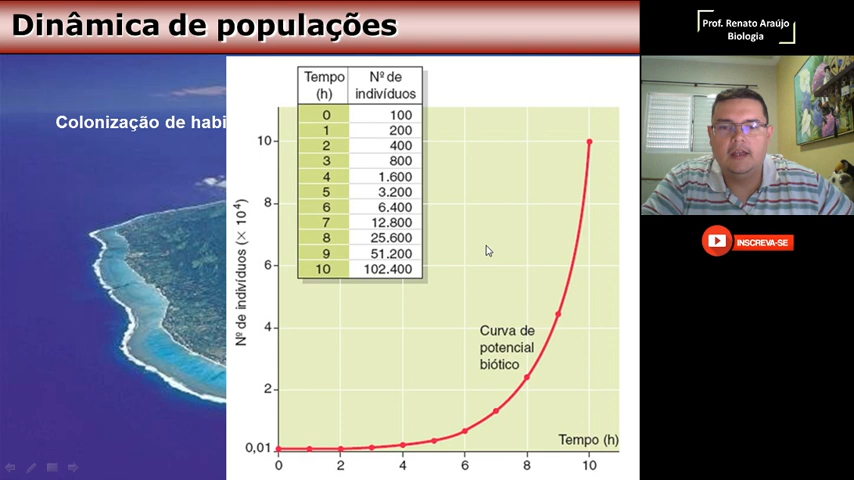 Dinâmica de populações
Prof. Renato Araújo
Biologia
Colonização de habi
Tempo (h) Nº de indivíduos
0 100
1 200
2 400
3 800
4 1.600
5 3.200
6 6.400
7 12.800
8 25.600
9 51.200
10 102.400
Nº de indivíduos (× 10⁴)
10
8
6
4
2
0,01
Curva de
potencial
biótico
Tempo (h)
0 2 4 6 8 10
INSCREVA-SE